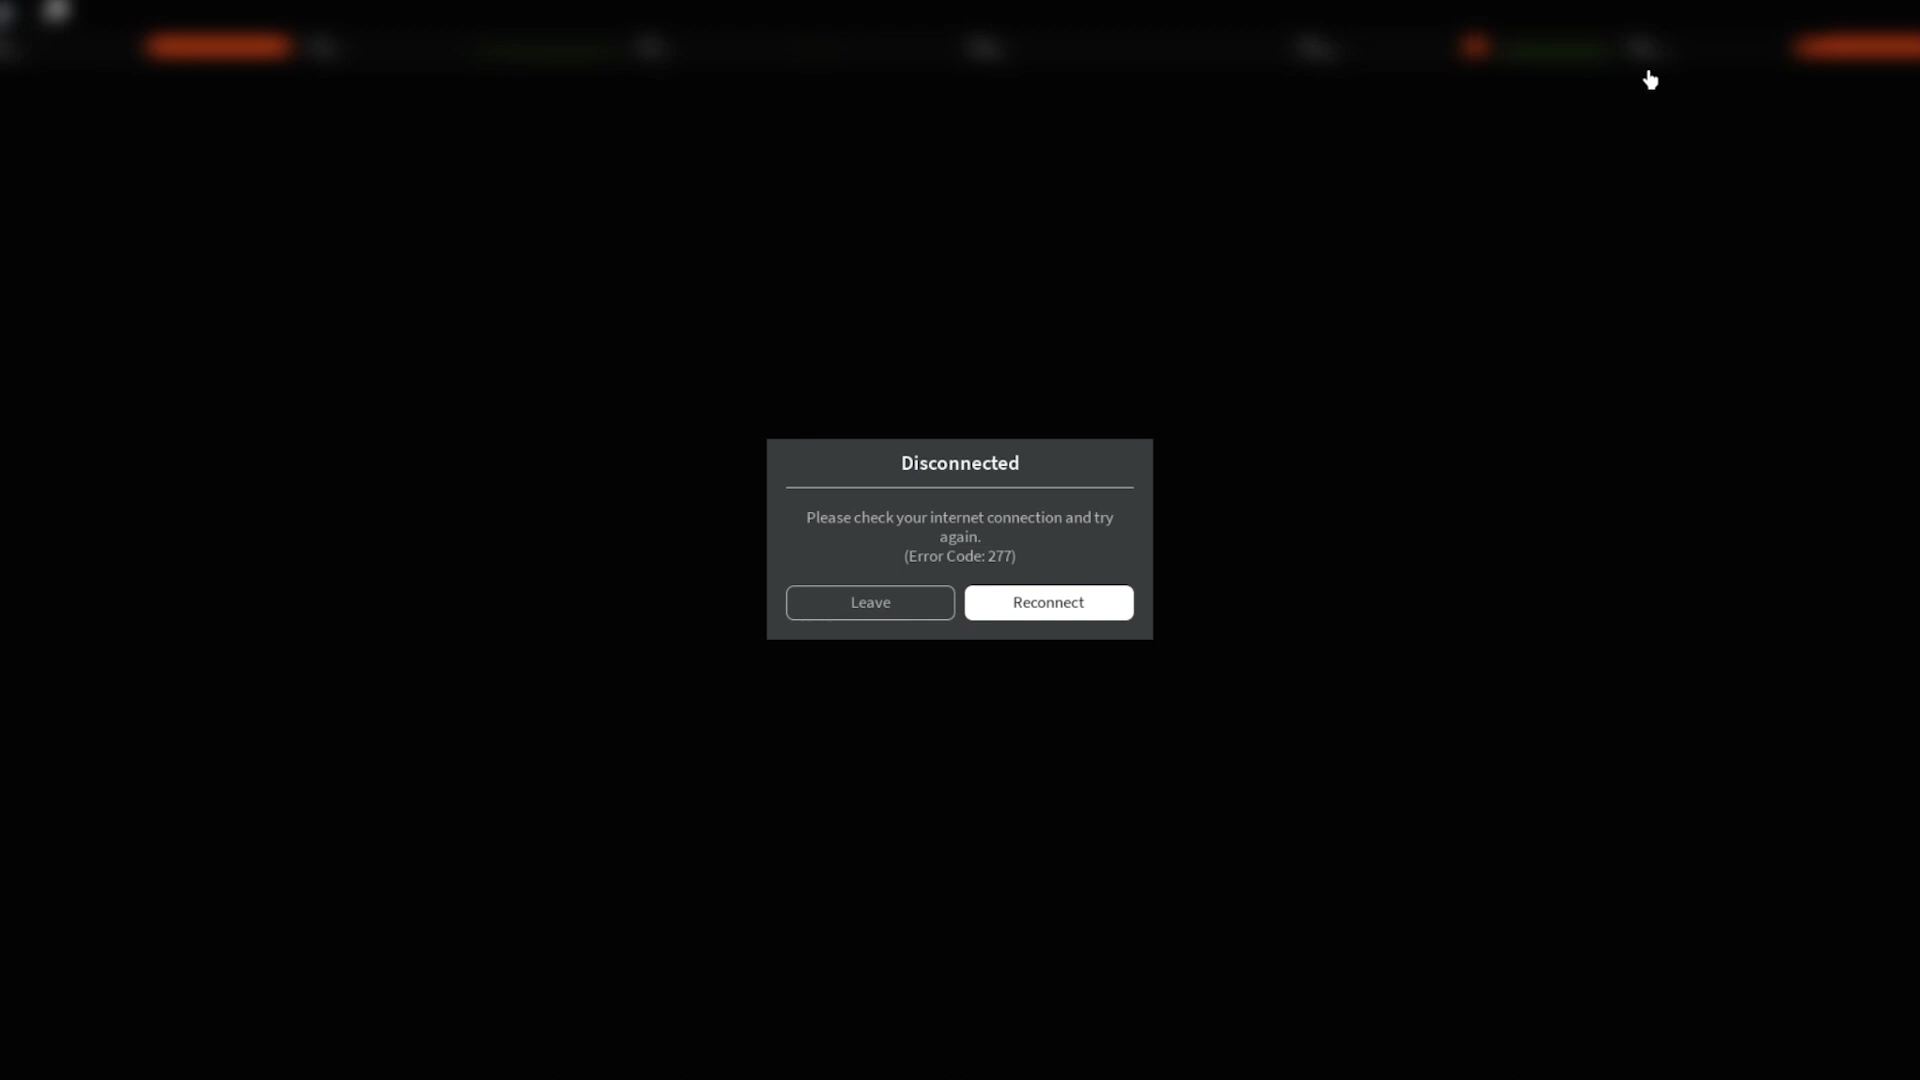 Disconnected
Please check your internet connection and try
again.
(Error Code: 277)
Leave
Reconnect